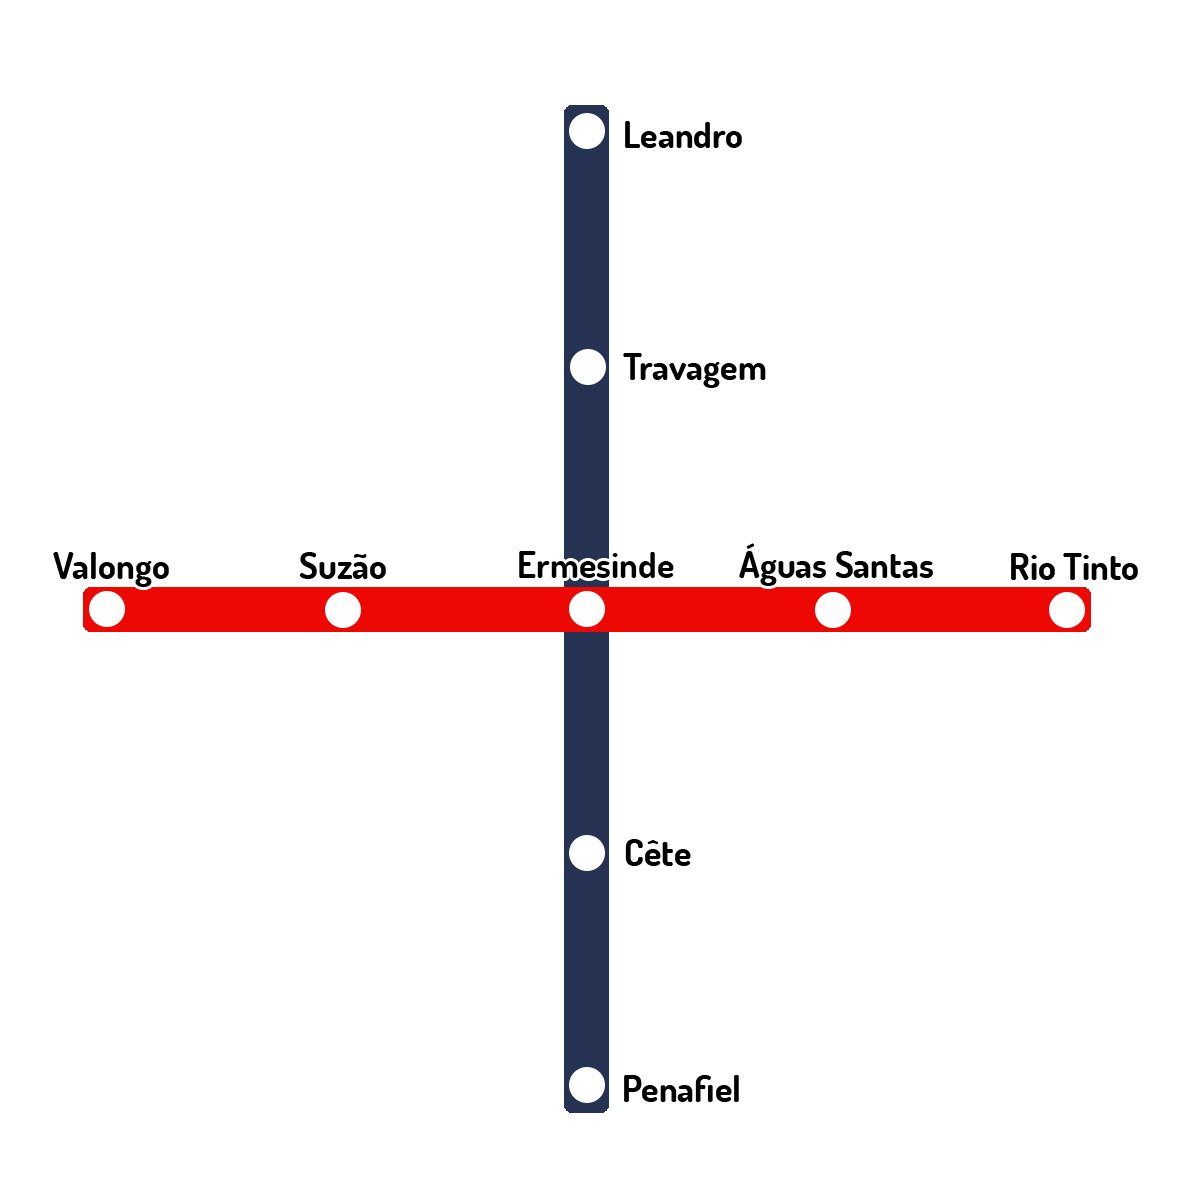 Leandro
Travagem
Valongo
Suzão
Ermesinde
Águas Santas
Rio Tinto
Cête
Penafiel